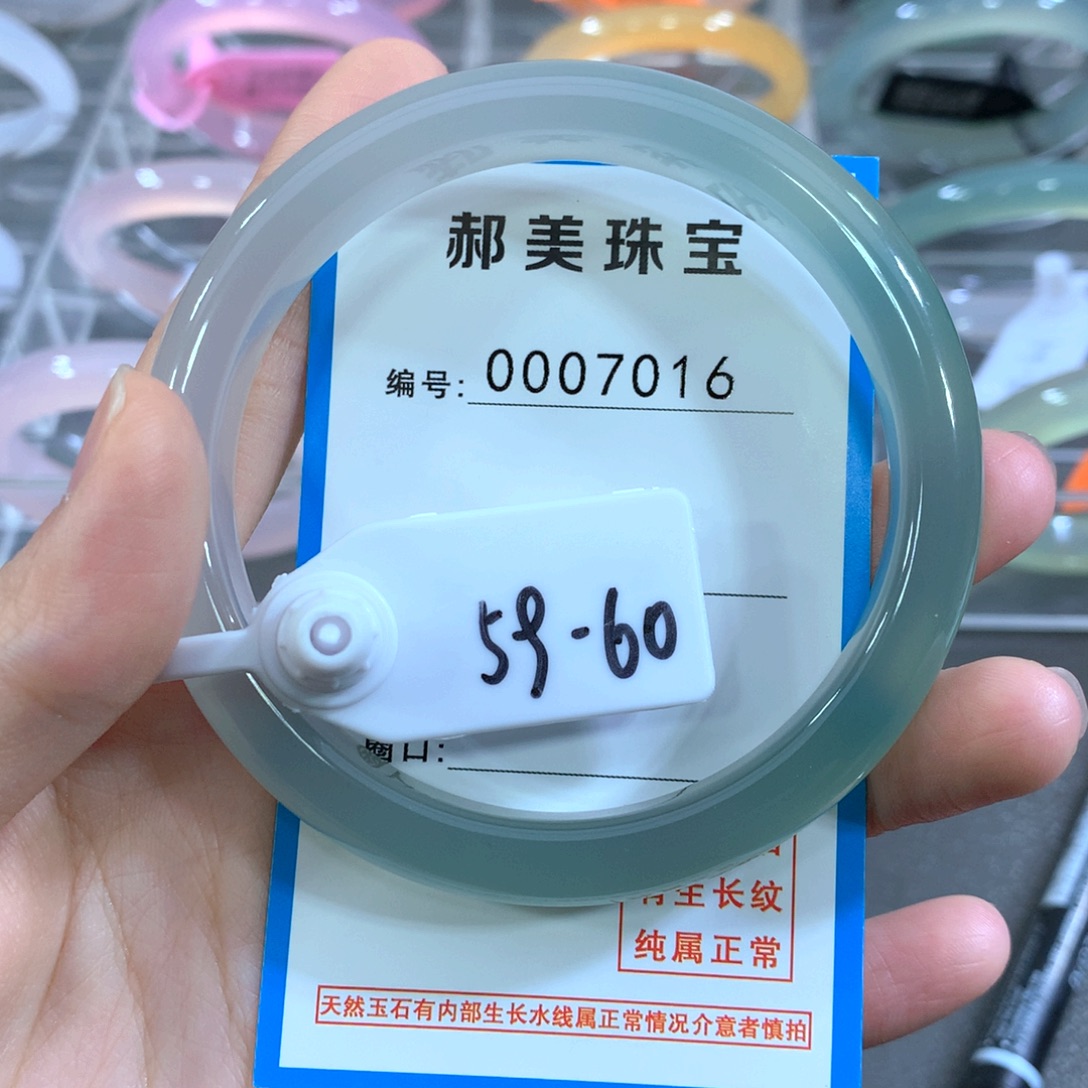 郝美珠宝
编号: 0007016
59-60
圈口:
有生长纹
纯属正常
天然玉石有内部生长水线属正常情况介意者慎拍